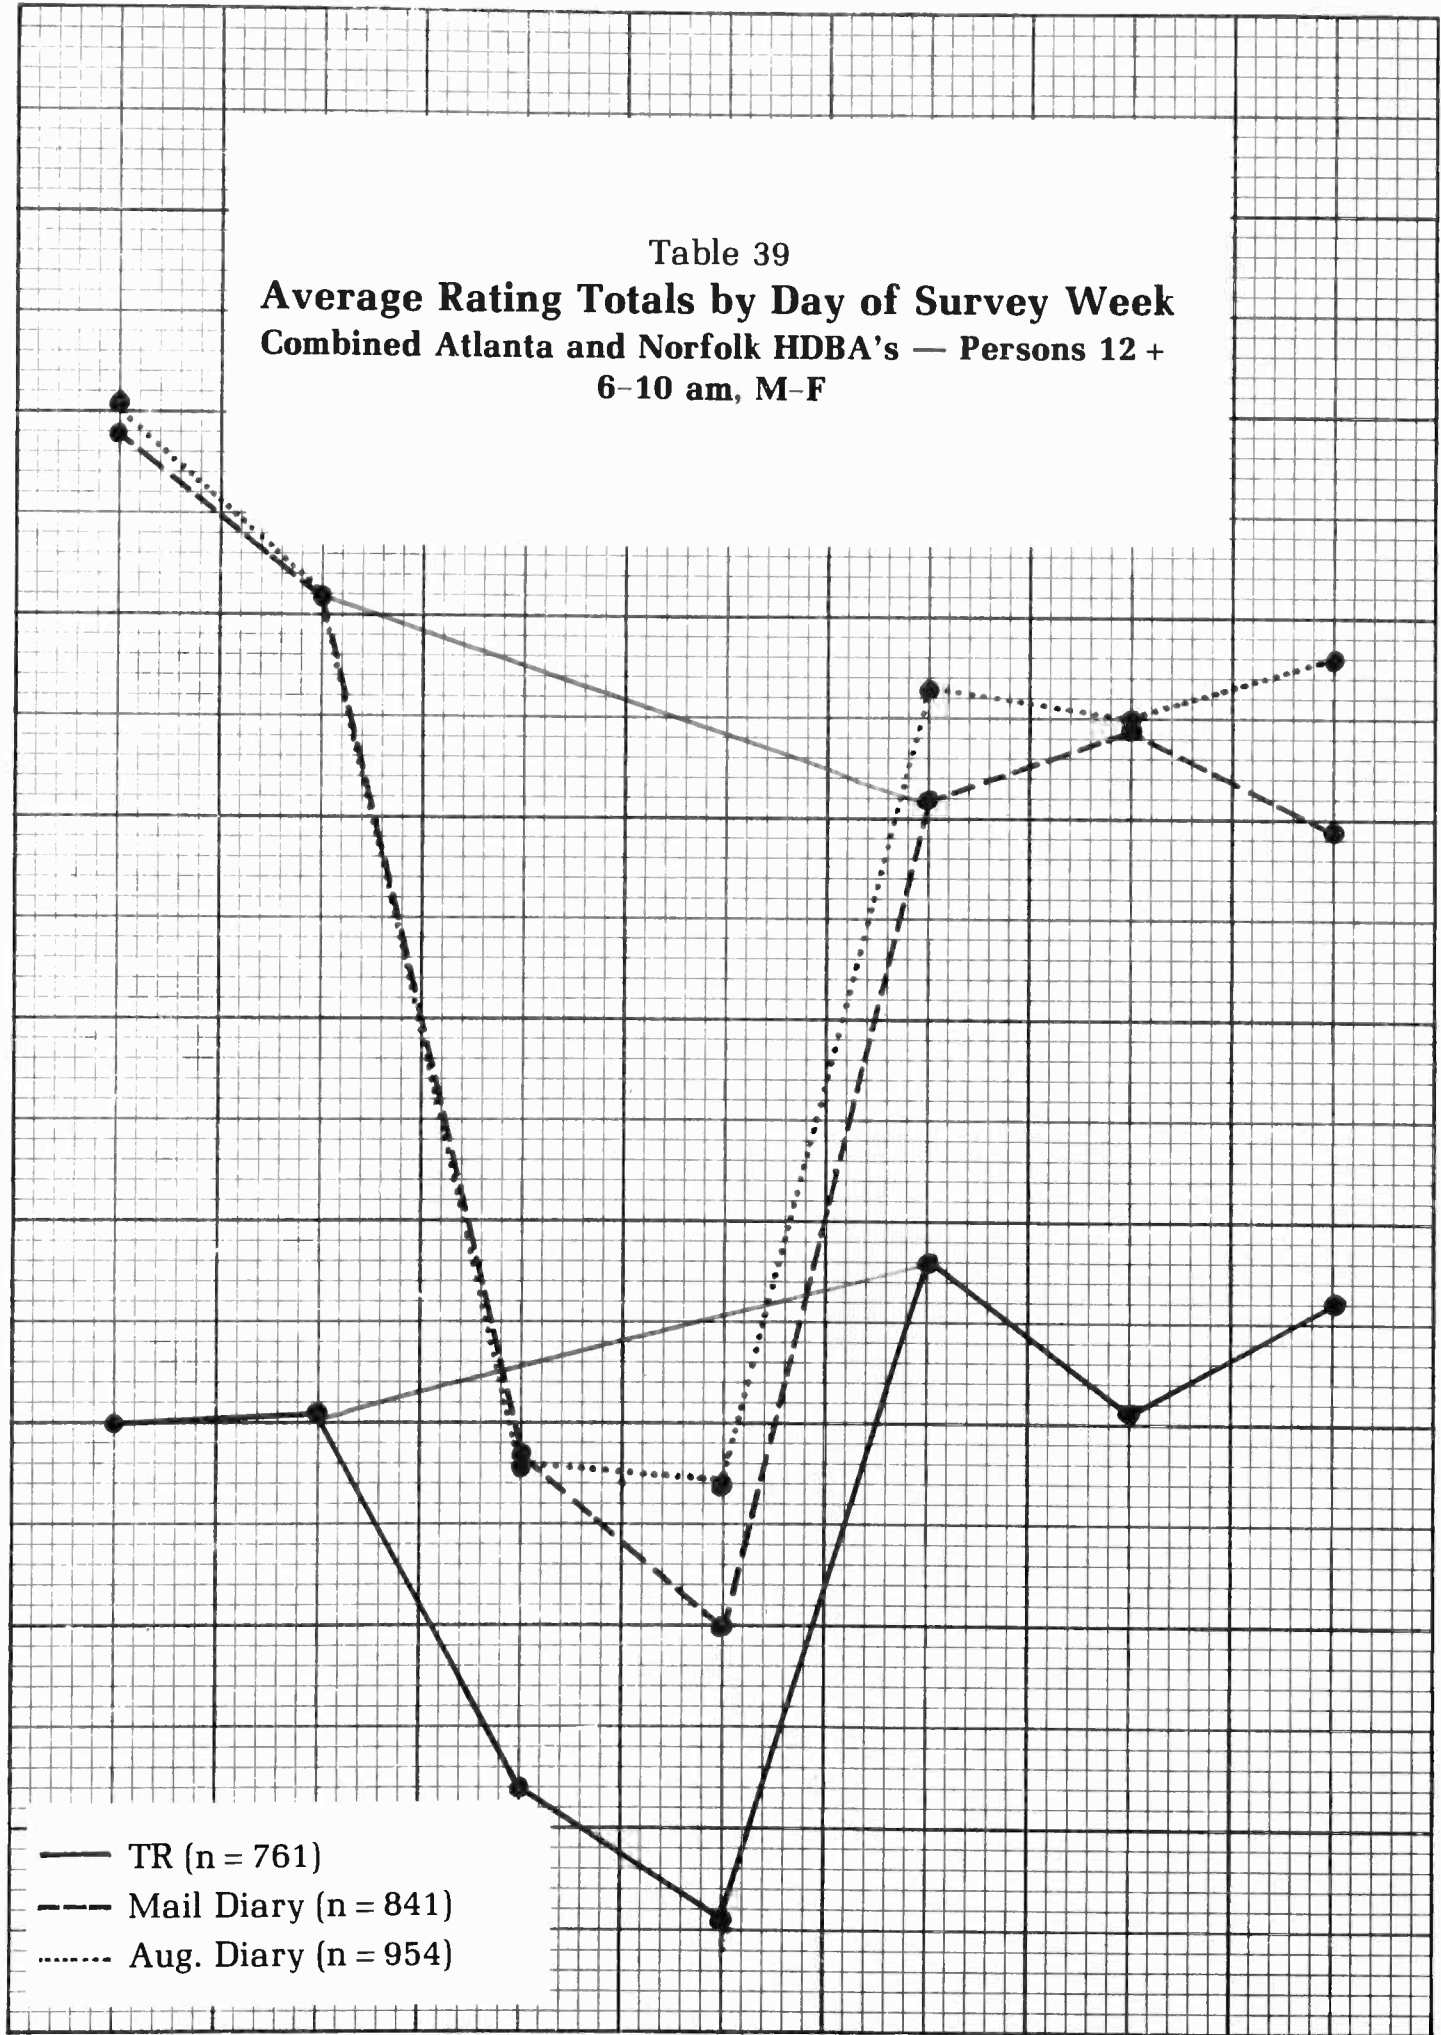 Table 39
Average Rating Totals by Day of Survey Week
Combined Atlanta and Norfolk HDBA's — Persons 12 +
6–10 am, M–F
TR (n = 761)
Mail Diary (n = 841)
Aug. Diary (n = 954)